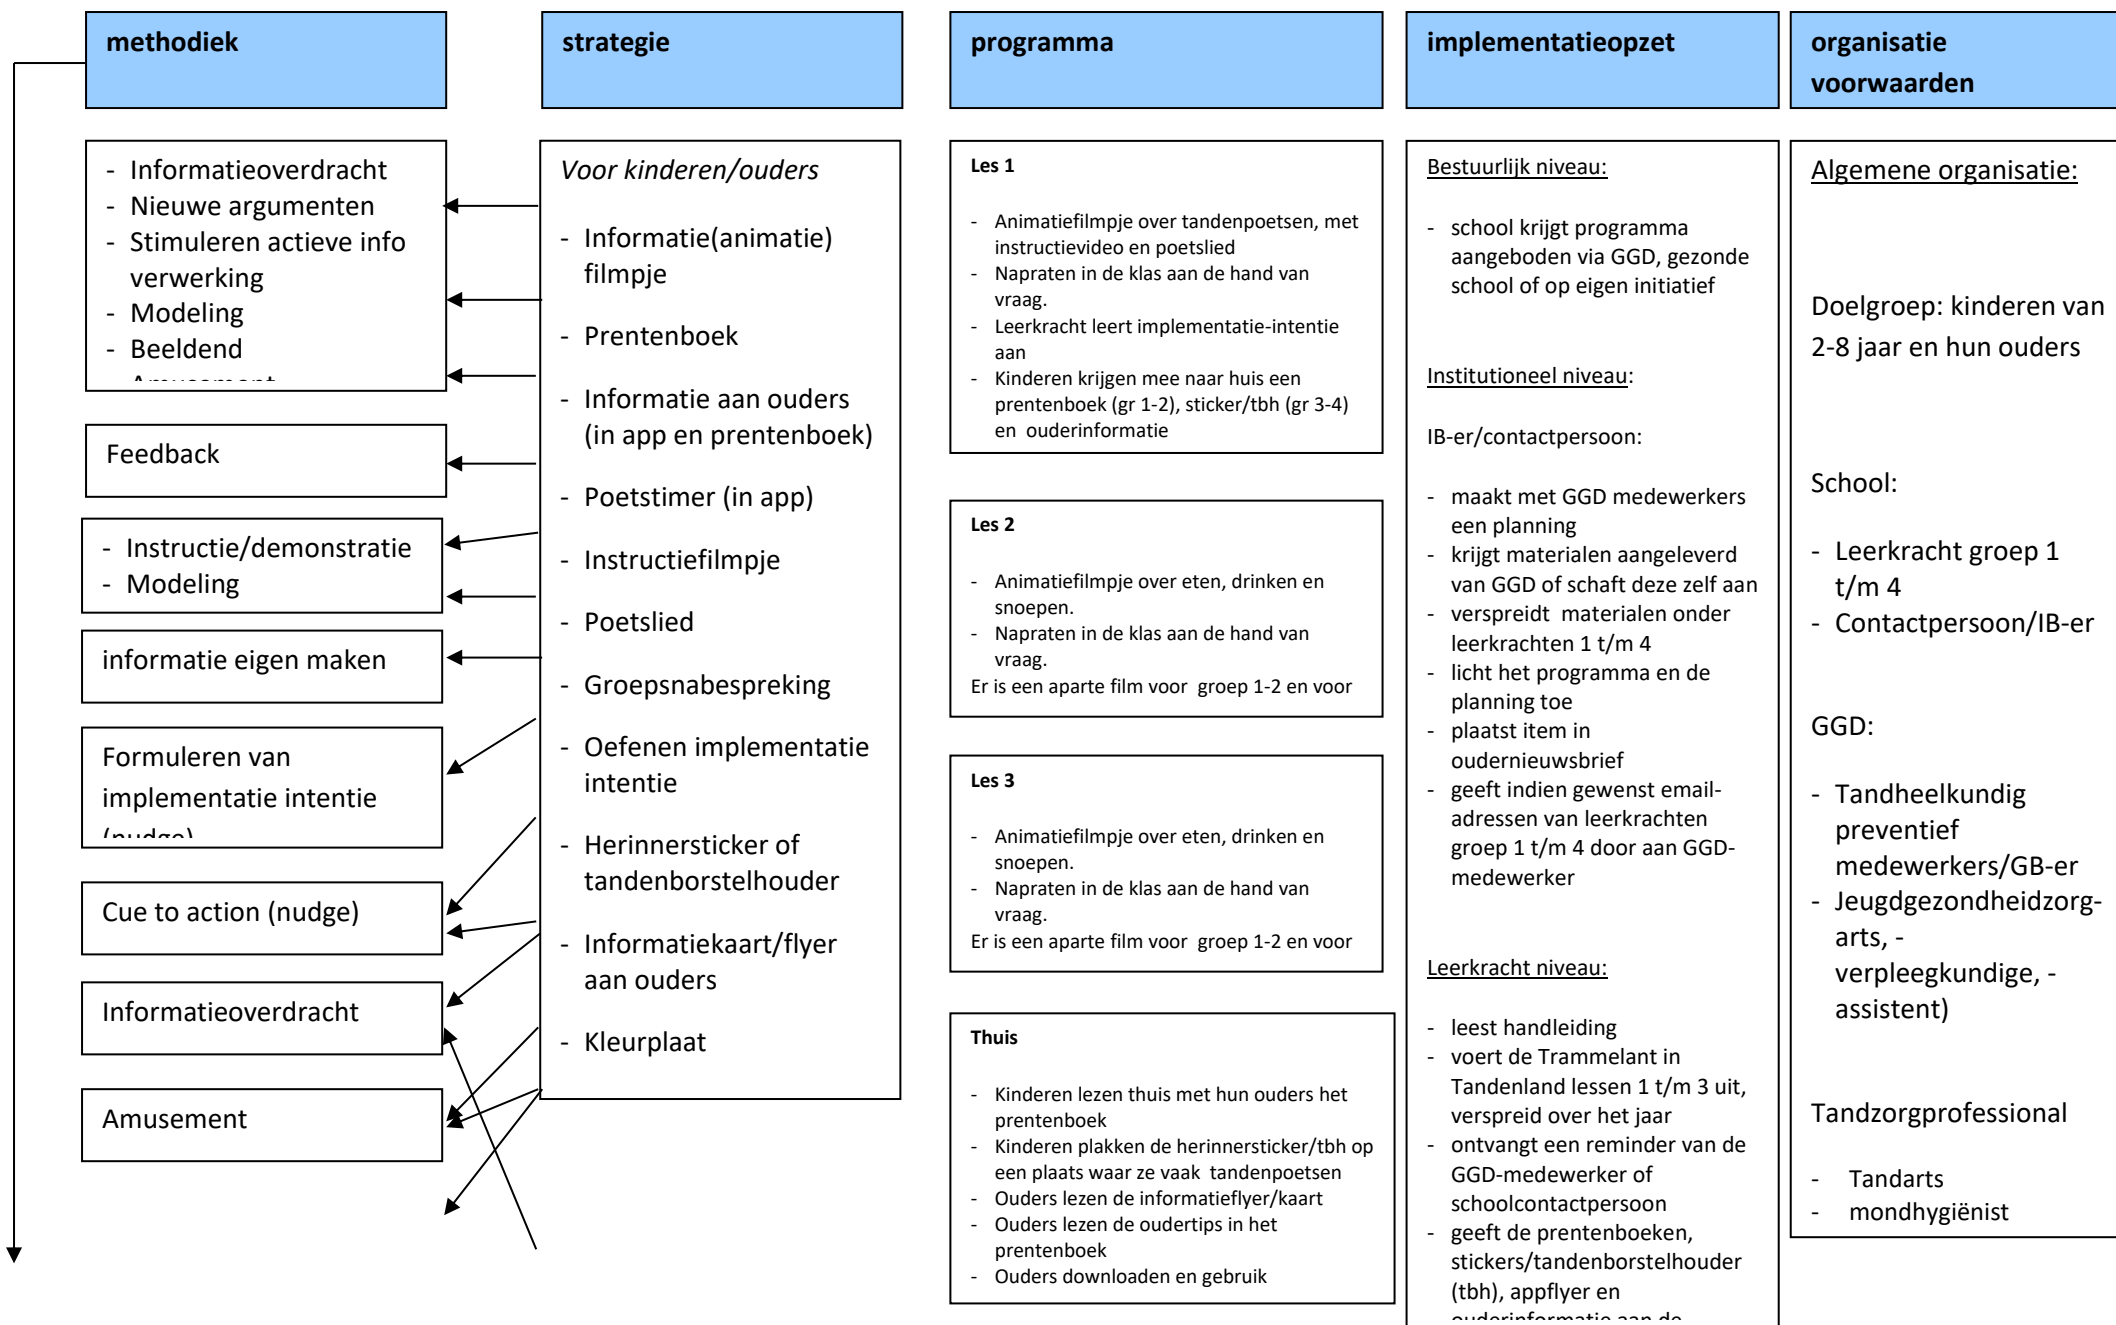 methodiek
strategie
programma
implementatieopzet
organisatie
voorwaarden
- Informatieoverdracht
- Nieuwe argumenten
- Stimuleren actieve info
verwerking
- Modeling
- Beeldend
Feedback
- Instructie/demonstratie
- Modeling
informatie eigen maken
Formuleren van
implementatie intentie
(nudge)
Cue to action (nudge)
Informatieoverdracht
Amusement
Voor kinderen/ouders
- Informatie(animatie)
filmpje
- Prentenboek
- Informatie aan ouders
(in app en prentenboek)
- Poetstimer (in app)
- Instructiefilmpje
- Poetslied
- Groepsnabespreking
- Oefenen implementatie
intentie
- Herinnersticker of
tandenborstelhouder
- Informatiekaart/flyer
aan ouders
- Kleurplaat
Les 1
- Animatiefilmpje over tandenpoetsen, met
instructievideo en poetslied
- Napraten in de klas aan de hand van
vraag.
- Leerkracht leert implementatie-intentie
aan
- Kinderen krijgen mee naar huis een
prentenboek (gr 1-2), sticker/tbh (gr 3-4)
en ouderinformatie
Les 2
- Animatiefilmpje over eten, drinken en
snoepen.
- Napraten in de klas aan de hand van
vraag.
Er is een aparte film voor groep 1-2 en voor
Les 3
- Animatiefilmpje over eten, drinken en
snoepen.
- Napraten in de klas aan de hand van
vraag.
Er is een aparte film voor groep 1-2 en voor
Thuis
- Kinderen lezen thuis met hun ouders het
prentenboek
- Kinderen plakken de herinnersticker/tbh op
een plaats waar ze vaak tandenpoetsen
- Ouders lezen de informatieflyer/kaart
- Ouders lezen de oudertips in het
prentenboek
- Ouders downloaden en gebruik
Bestuurlijk niveau:
- school krijgt programma
aangeboden via GGD, gezonde
school of op eigen initiatief
Institutioneel niveau:
IB-er/contactpersoon:
- maakt met GGD medewerkers
een planning
- krijgt materialen aangeleverd
van GGD of schaft deze zelf aan
- verspreidt materialen onder
leerkrachten 1 t/m 4
- licht het programma en de
planning toe
- plaatst item in
oudernieuwsbrief
- geeft indien gewenst email-
adressen van leerkrachten
groep 1 t/m 4 door aan GGD-
medewerker
Leerkracht niveau:
- leest handleiding
- voert de Trammelant in
Tandenland lessen 1 t/m 3 uit,
verspreid over het jaar
- ontvangt een reminder van de
GGD-medewerker of
schoolcontactpersoon
- geeft de prentenboeken,
stickers/tandenborstelhouder
(tbh), appflyer en
ouderinformatie aan de
Algemene organisatie:
Doelgroep: kinderen van
2-8 jaar en hun ouders
School:
- Leerkracht groep 1
t/m 4
- Contactpersoon/IB-er
GGD:
- Tandheelkundig
preventief
medewerkers/GB-er
- Jeugdgezondheidzorg-
arts, -
verpleegkundige, -
assistent)
Tandzorgprofessional
- Tandarts
- mondhygiënist